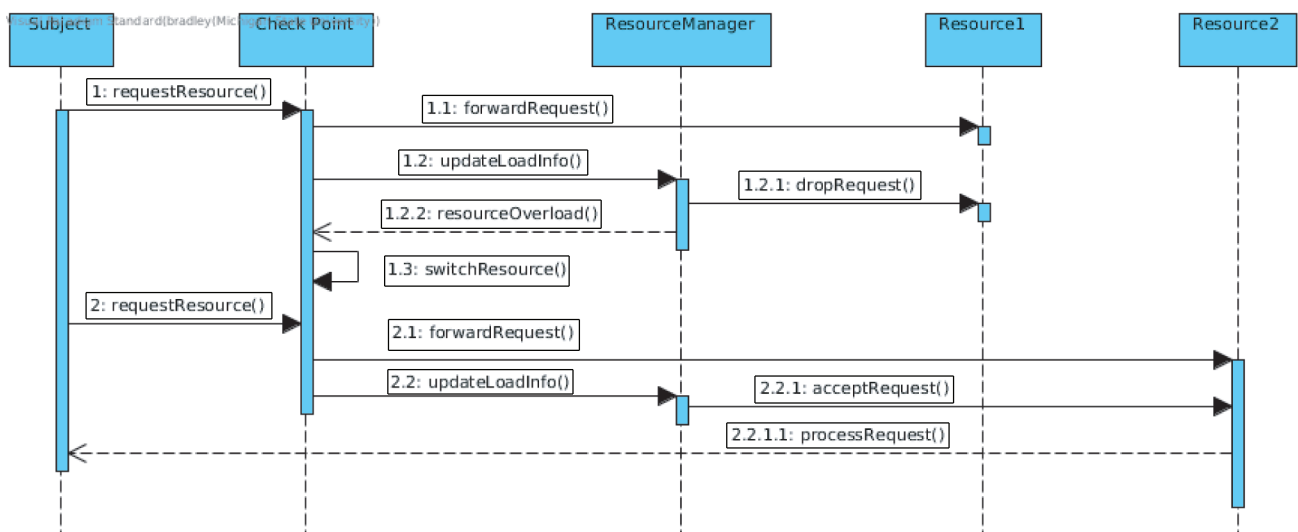 Subject
Check Point
ResourceManager
Resource1
Resource2
1: requestResource()
1.1: forwardRequest()
1.2: updateLoadInfo()
1.2.1: dropRequest()
1.2.2: resourceOverload()
1.3: switchResource()
2: requestResource()
2.1: forwardRequest()
2.2: updateLoadInfo()
2.2.1: acceptRequest()
2.2.1.1: processRequest()